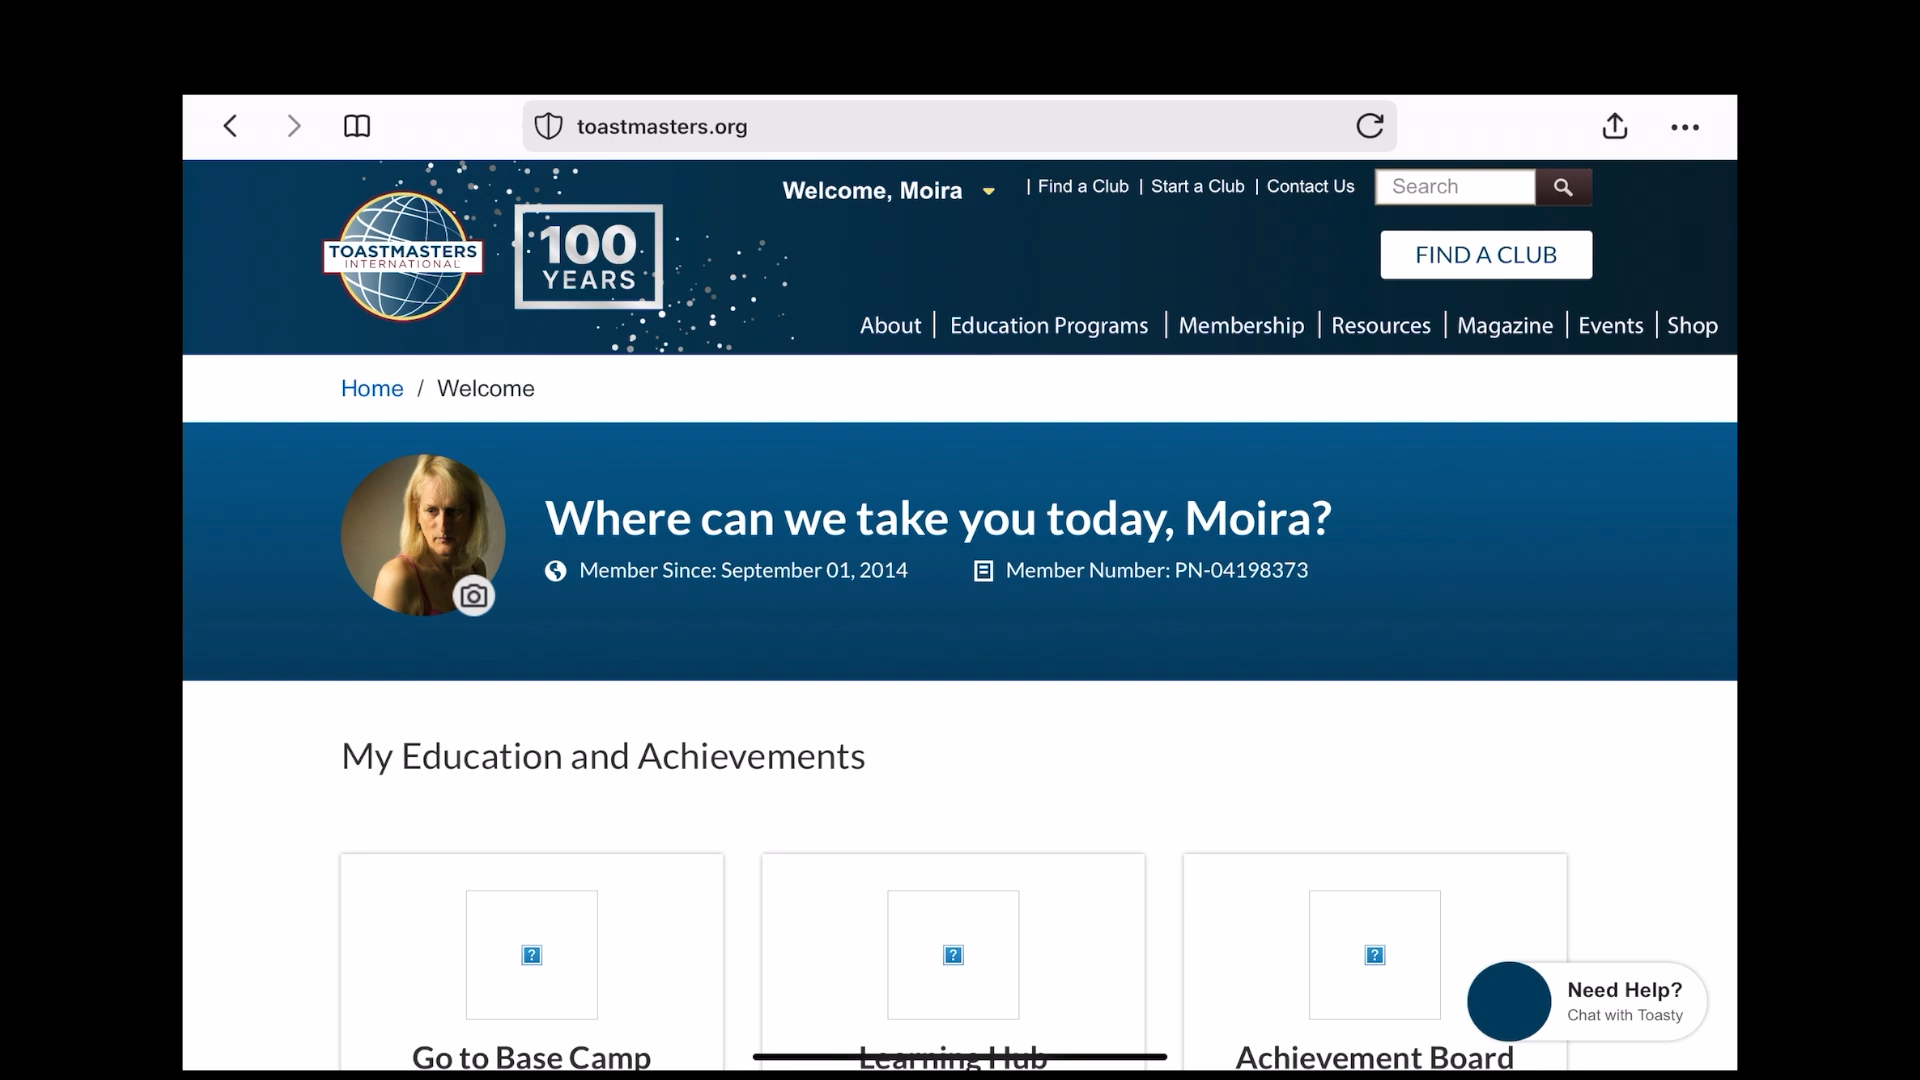 toastmasters.org
Welcome, Moira
| Find a Club | Start a Club | Contact Us
Search
TOASTMASTERS
INTERNATIONAL
100
YEARS
FIND A CLUB
About | Education Programs | Membership | Resources | Magazine | Events | Shop
Home / Welcome
Where can we take you today, Moira?
Member Since: September 01, 2014
Member Number: PN-04198373
My Education and Achievements
?
?
?
Need Help?
Chat with Toasty
Go to Base Camp
Learning Hub
Achievement Board